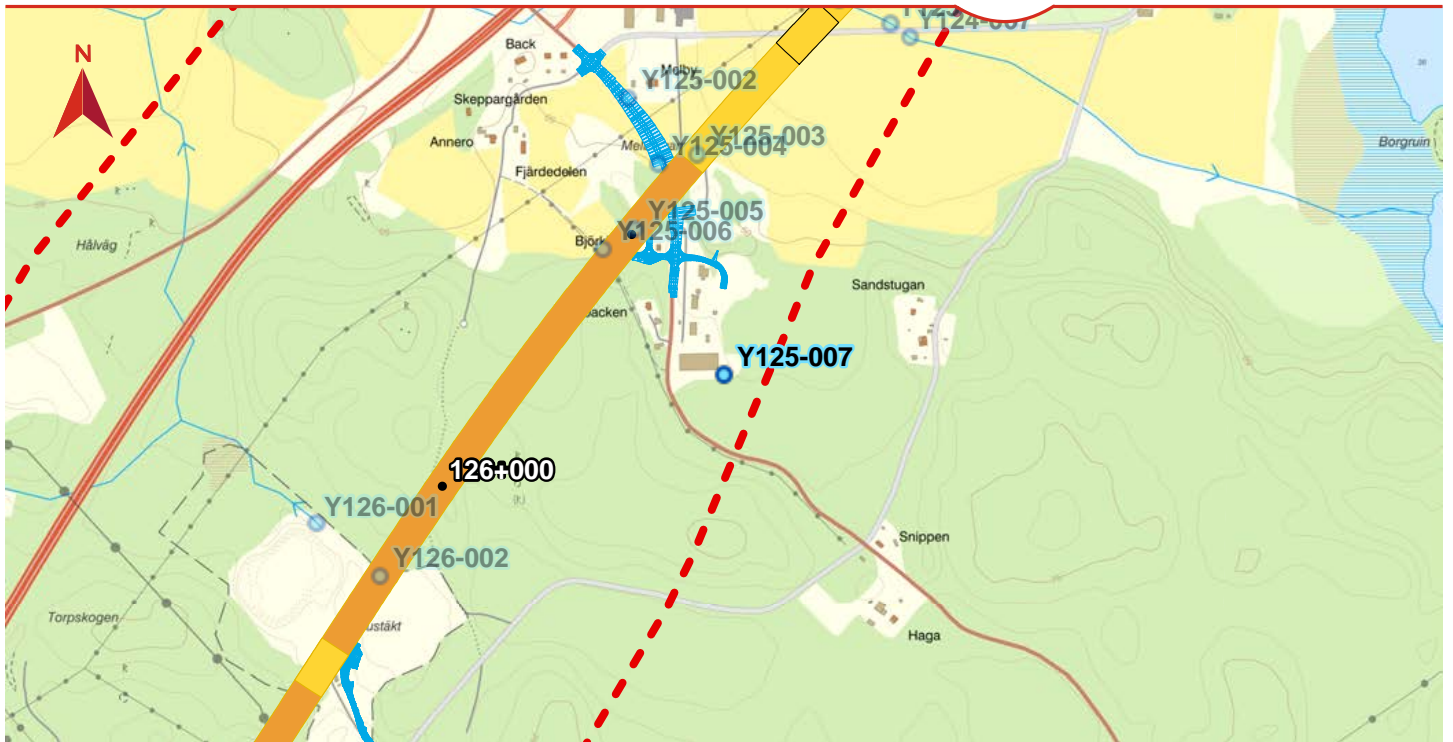 N
Back
Melby
Y124-007
38
Y125-002
Skeppargården
Annero
Y125-003
Y125-004
Borgruin
Fjärdedelen
Y125-005
Y125-006
Hålväg
Sandstugan
backen
Y125-007
126+000
Y126-001
Snippen
Y126-002
Torpskogen
Haga